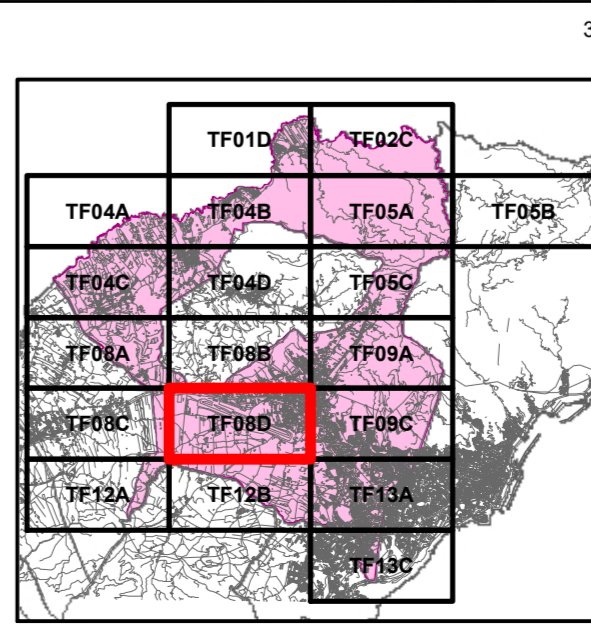 3
TF01D TF02C
TF04A TF04B TF05A TF05B
TF04C TF04D TF05C
TF08A TF08B TF09A
TF08C TF08D TF09C
TF12A TF12B TF13A
TF13C